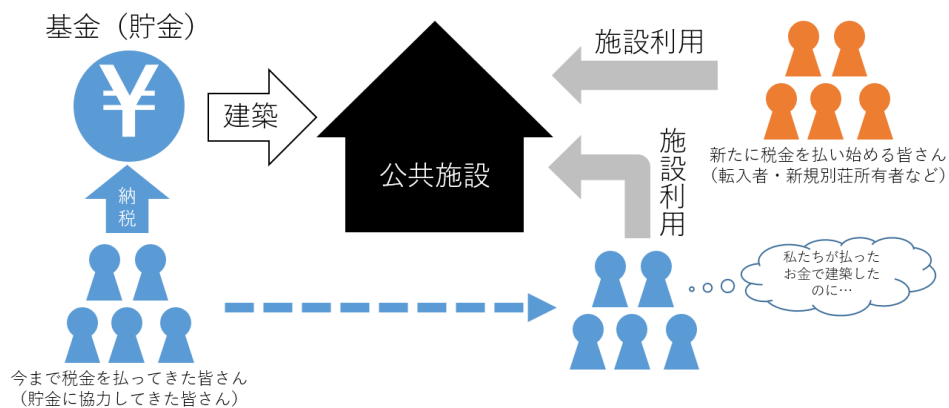 基金（貯金）
¥
建築
納税
公共施設
施設利用
施設利用
新たに税金を払い始める皆さん
（転入者・新規別荘所有者など）
私たちが払った
お金で建築した
のに…
今まで税金を払ってきた皆さん
（貯金に協力してきた皆さん）